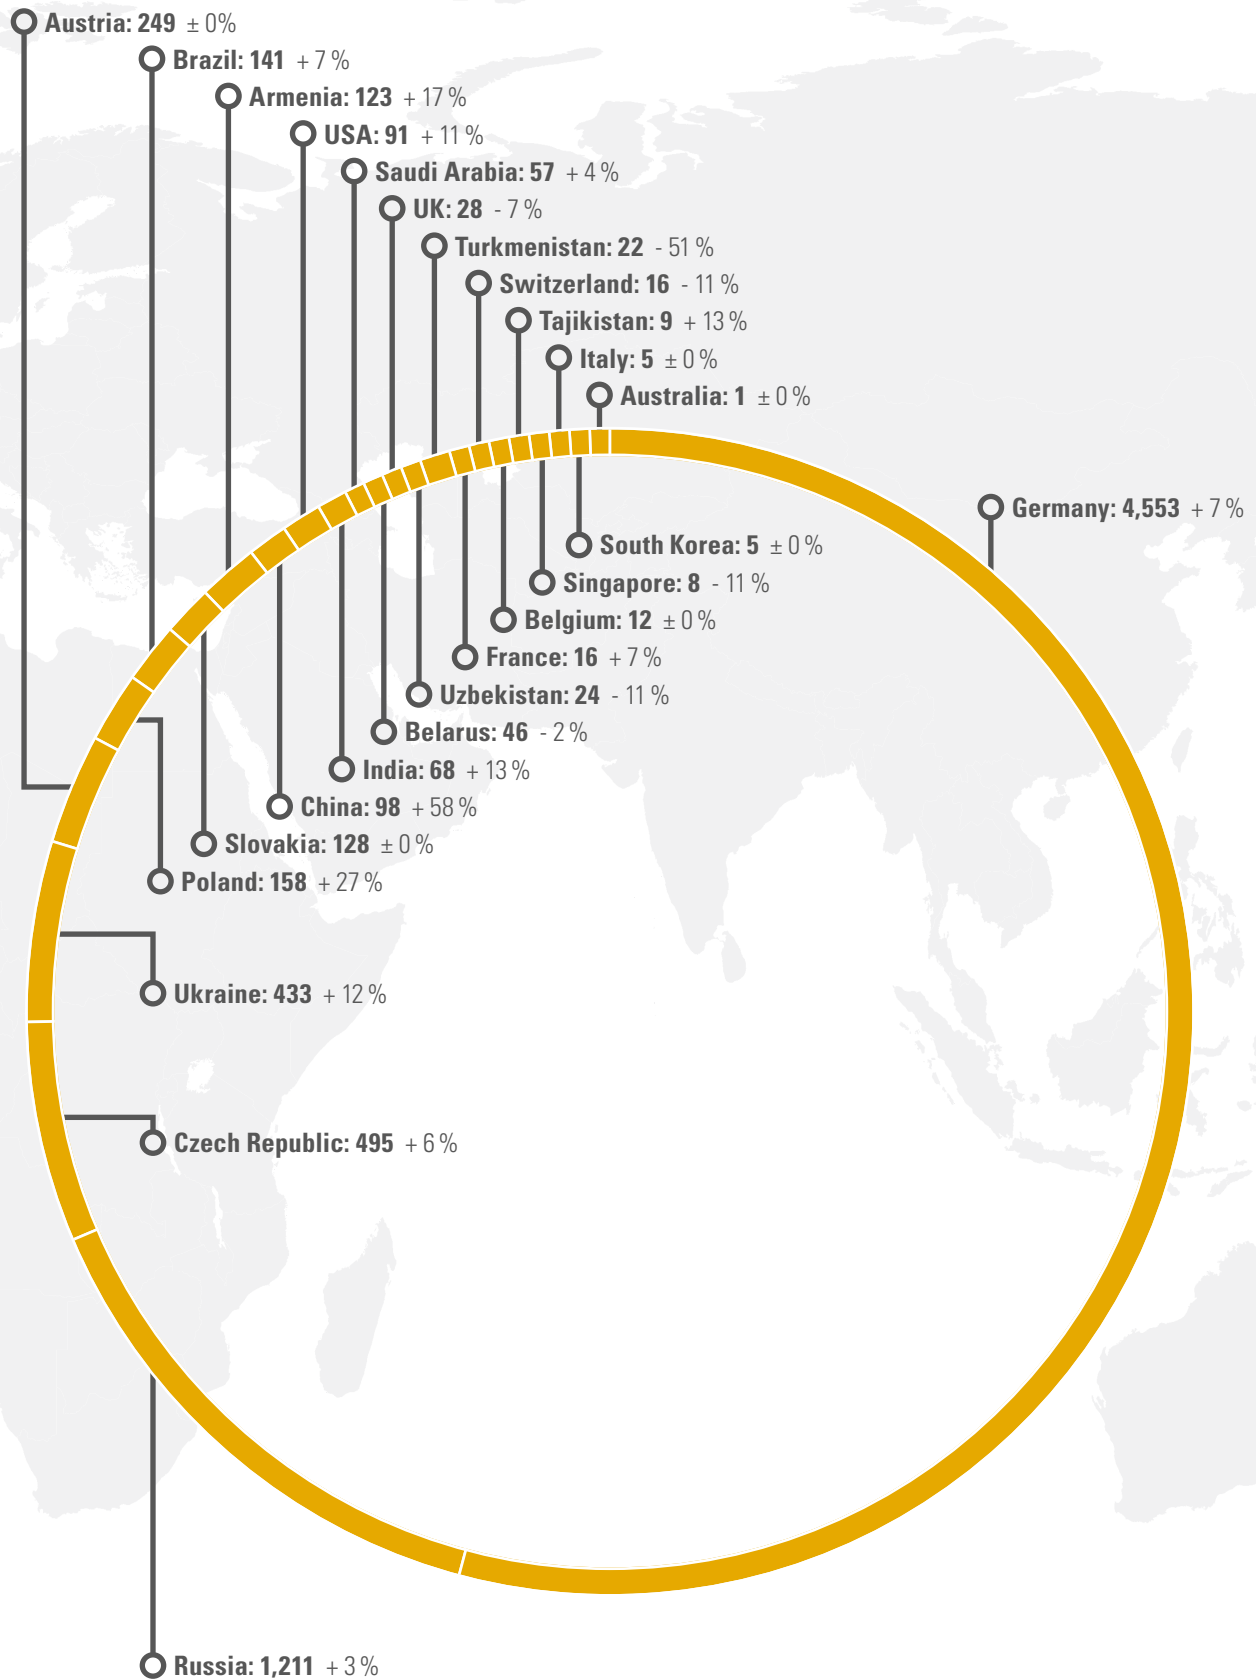 Austria: 249 ± 0%
Brazil: 141 + 7 %
Armenia: 123 + 17 %
USA: 91 + 11 %
Saudi Arabia: 57 + 4 %
UK: 28 - 7 %
Turkmenistan: 22 - 51 %
Switzerland: 16 - 11 %
Tajikistan: 9 + 13 %
Italy: 5 ± 0 %
Australia: 1 ± 0 %
Germany: 4,553 + 7 %
South Korea: 5 ± 0 %
Singapore: 8 - 11 %
Belgium: 12 ± 0 %
France: 16 + 7 %
Uzbekistan: 24 - 11 %
Belarus: 46 - 2 %
India: 68 + 13 %
China: 98 + 58 %
Slovakia: 128 ± 0 %
Poland: 158 + 27 %
Ukraine: 433 + 12 %
Czech Republic: 495 + 6 %
Russia: 1,211 + 3 %